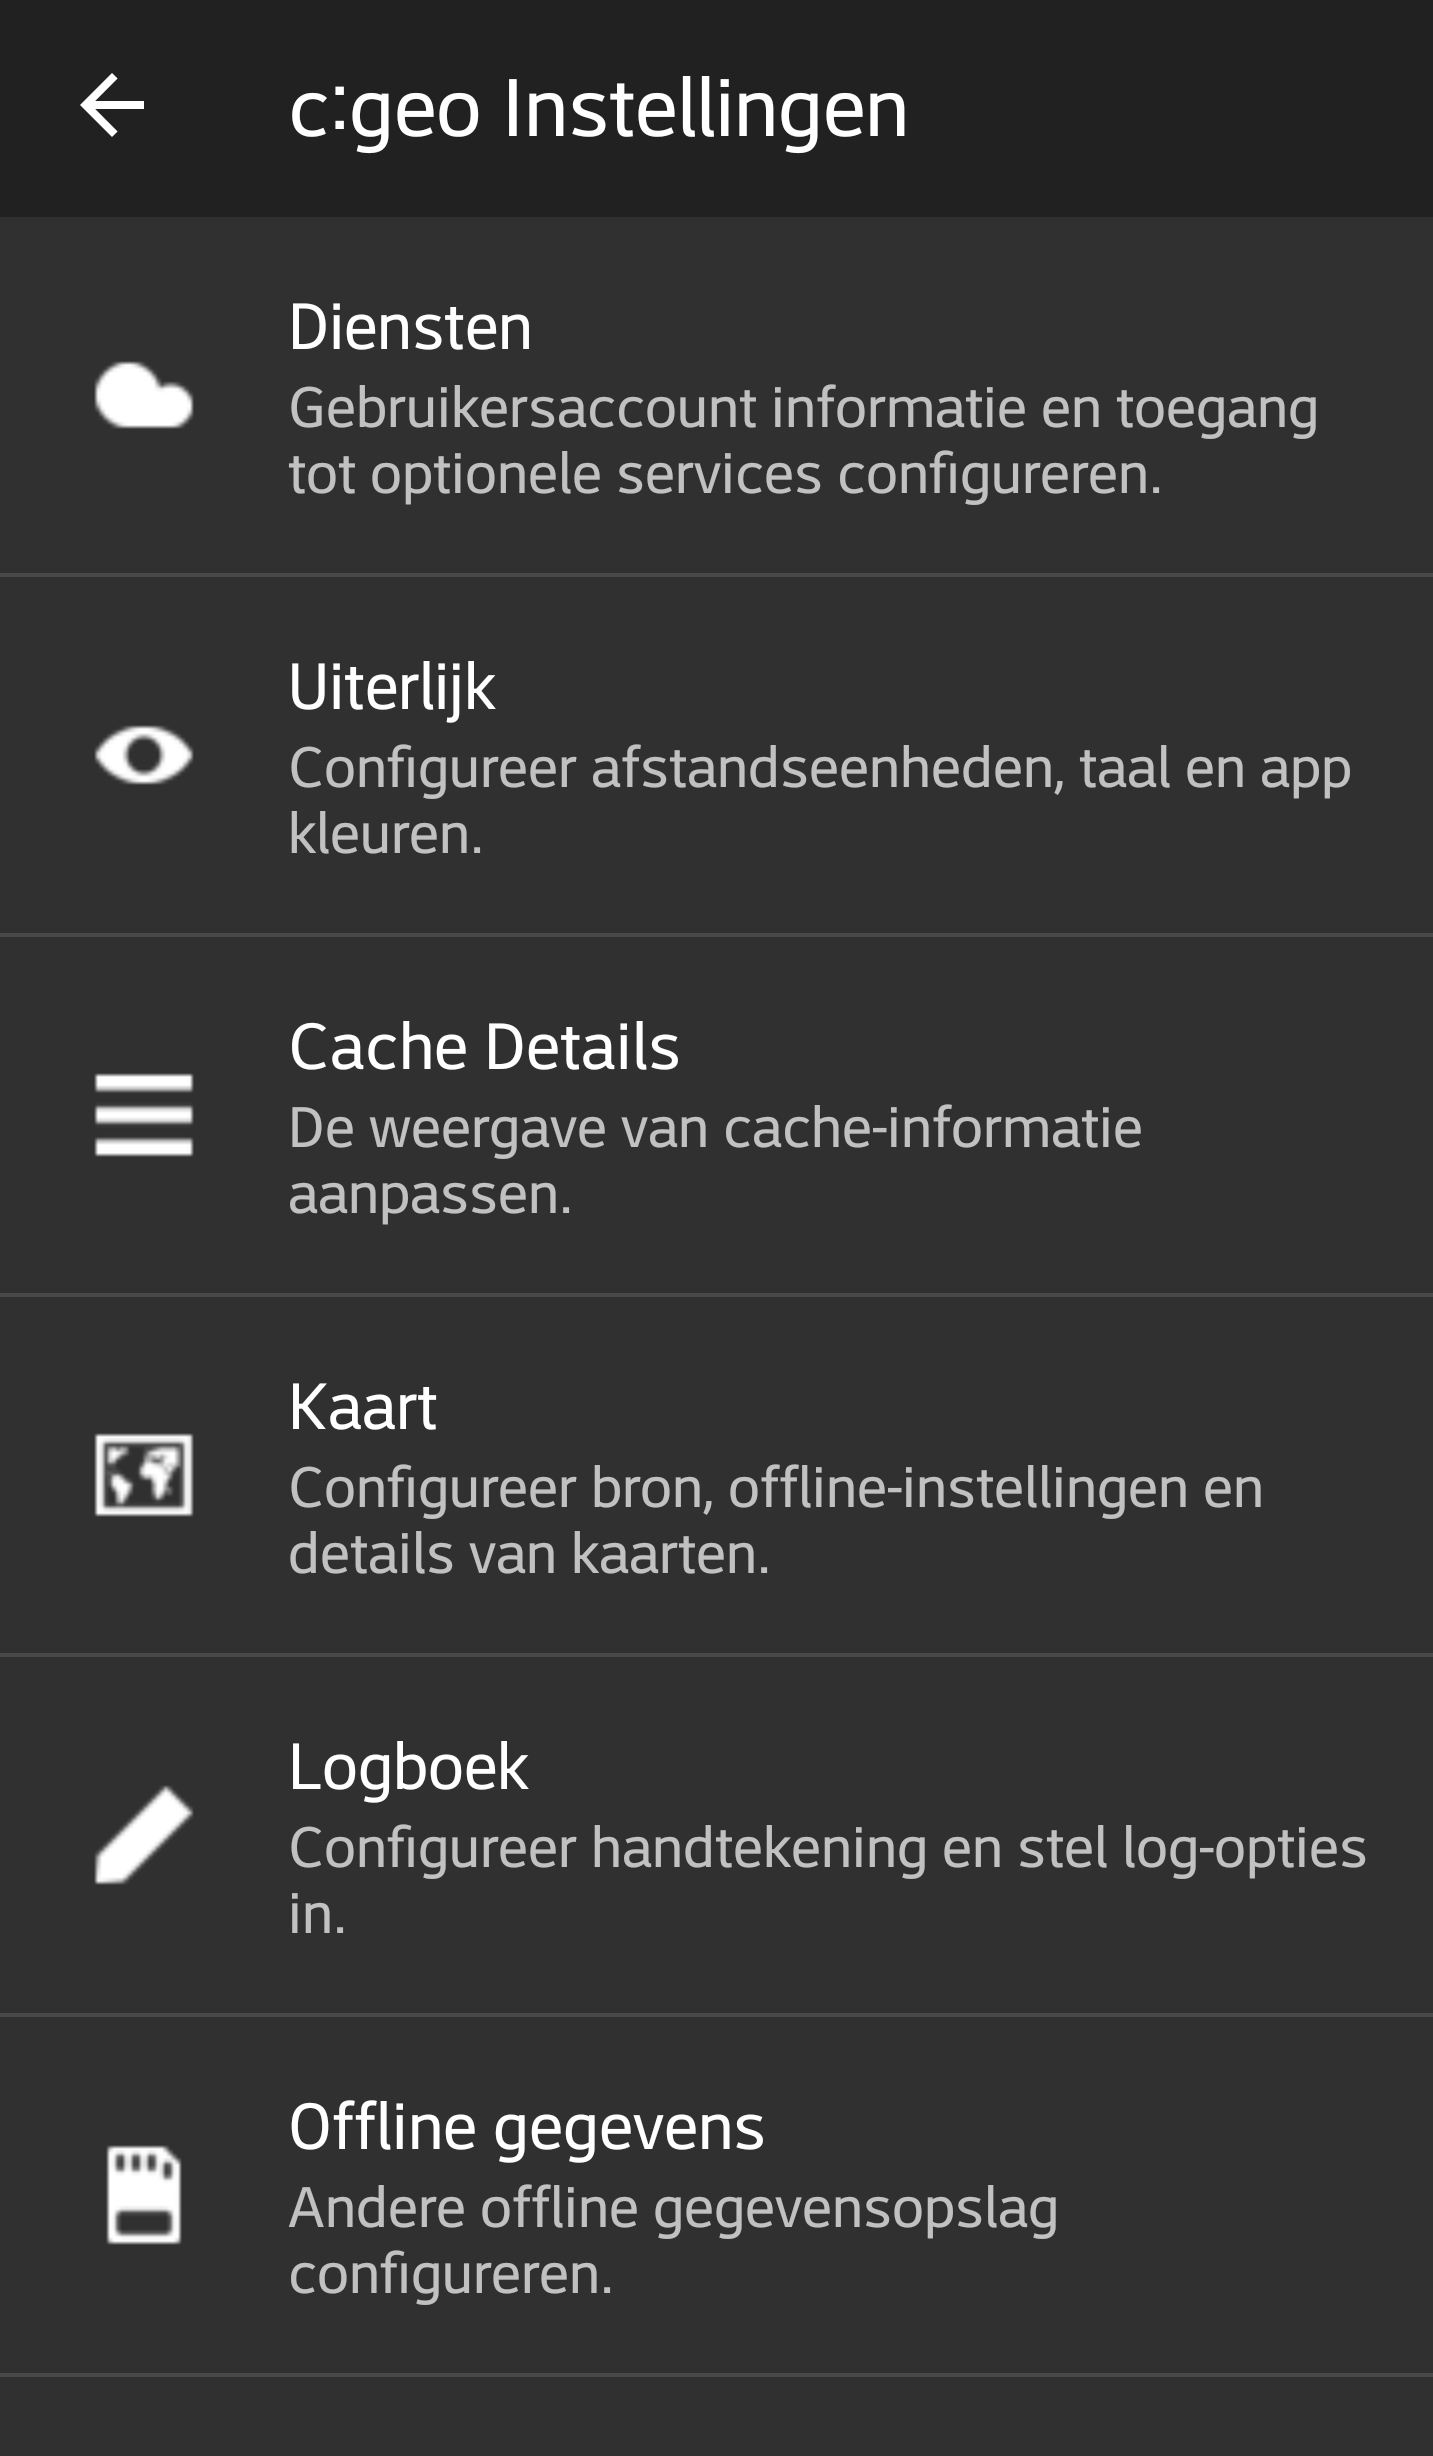 c:geo Instellingen
Diensten
Gebruikersaccount informatie en toegang
tot optionele services configureren.
Uiterlijk
Configureer afstandseenheden, taal en app
kleuren.
Cache Details
De weergave van cache-informatie
aanpassen.
Kaart
Configureer bron, offline-instellingen en
details van kaarten.
Logboek
Configureer handtekening en stel log-opties
in.
Offline gegevens
Andere offline gegevensopslag
configureren.